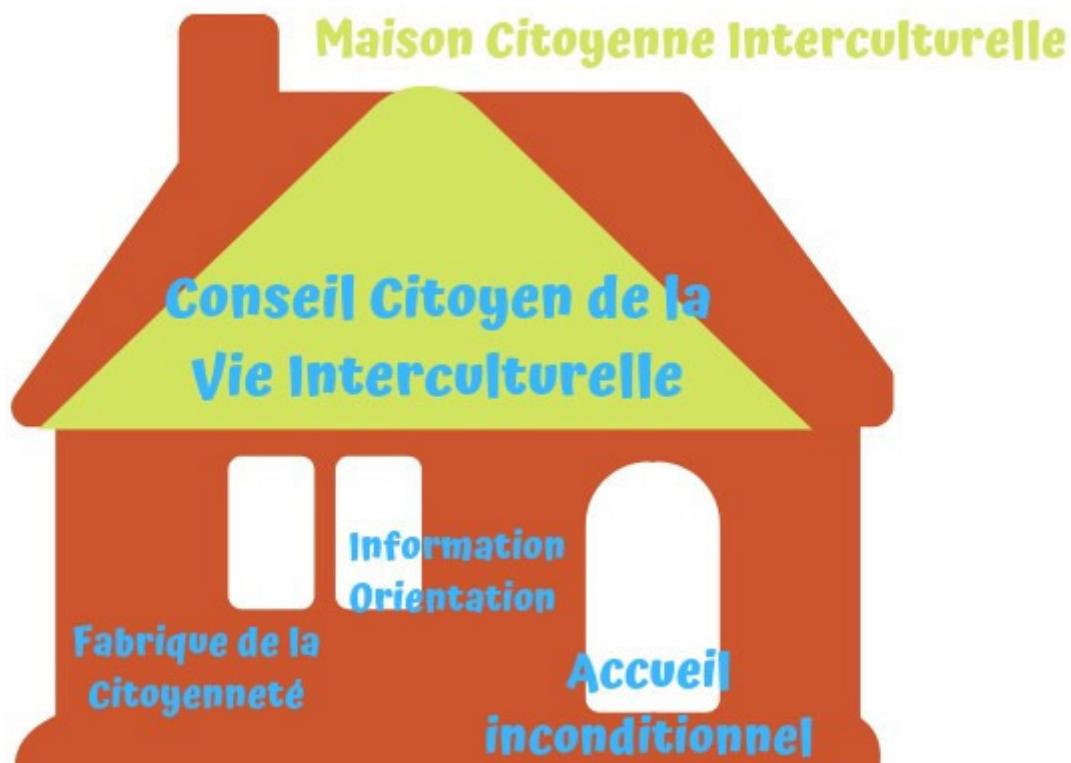 Maison Citoyenne Interculturelle
Conseil Citoyen de la
Vie Interculturelle
Information
Orientation
Fabrique de la
Citoyenneté
Accueil
inconditionnel